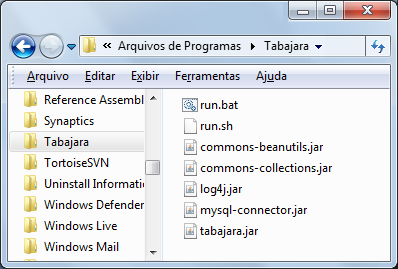 « Arquivos de Programas Tabajara
Arquivo Editar Exibir Ferramentas Ajuda
Reference Assembl
Synaptics
Tabajara
TortoiseSVN
Uninstall Informatio
Windows Defender
Windows Live
Windows Mail
run.bat
run.sh
commons-beanutils.jar
commons-collections.jar
log4j.jar
mysql-connector.jar
tabajara.jar